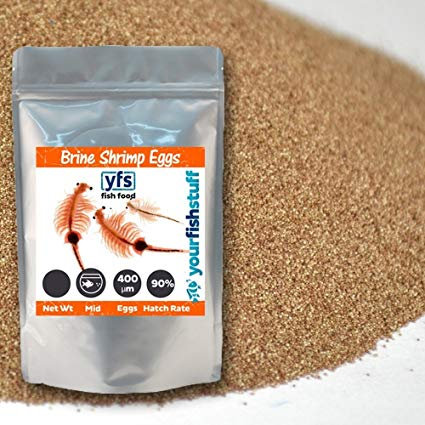 Brine Shrimp Eggs
yfs
fish food
yourfishstuff
400
µm
90%
Net Wt
Mid
Eggs
Hatch Rate